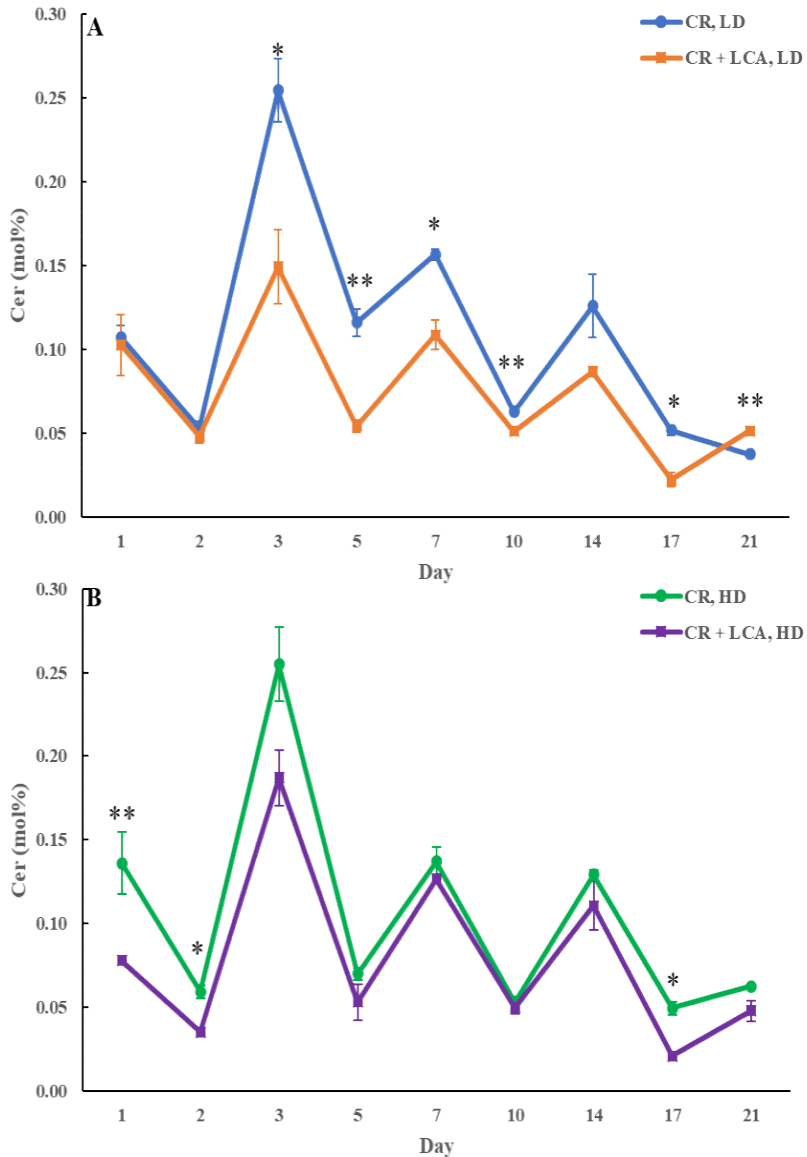 A
CR, LD
CR + LCA, LD
Cer (mol%)
0.30
0.25
0.20
0.15
0.10
0.05
0.00
*
**
*
**
*
**
1 2 3 5 7 10 14 17 21
Day
B
CR, HD
CR + LCA, HD
Cer (mol%)
0.30
0.25
0.20
0.15
0.10
0.05
0.00
**
*
*
1 2 3 5 7 10 14 17 21
Day